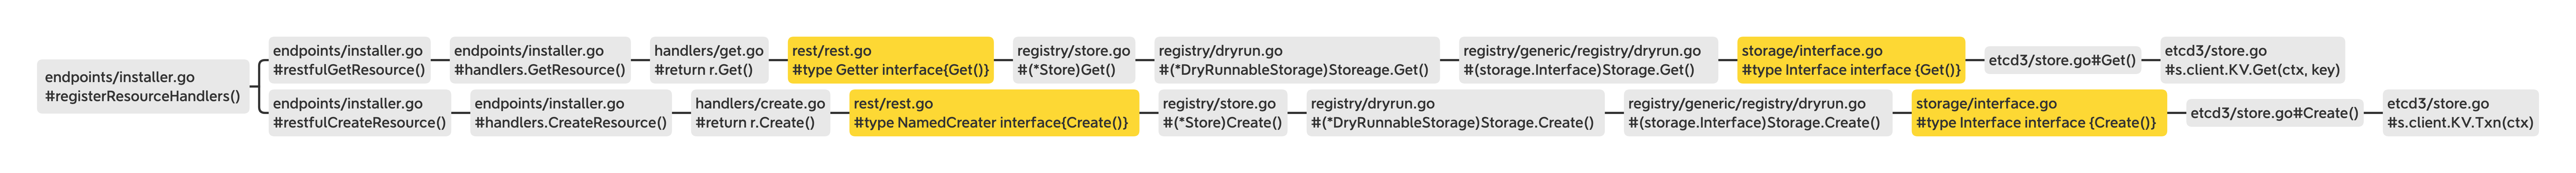 endpoints/installer.go
#registerResourceHandlers()
endpoints/installer.go
#restfulGetResource()
endpoints/installer.go
#handlers.GetResource()
handlers/get.go
#return r.Get()
rest/rest.go
#type Getter interface{Get()}
registry/store.go
#(*Store)Get()
registry/dryrun.go
#(*DryRunnableStorage)Storeage.Get()
registry/generic/registry/dryrun.go
#(storage.Interface)Storage.Get()
storage/interface.go
#type Interface interface {Get()}
etcd3/store.go#Get()
etcd3/store.go
#s.client.KV.Get(ctx, key)
endpoints/installer.go
#restfulCreateResource()
endpoints/installer.go
#handlers.CreateResource()
handlers/create.go
#return r.Create()
rest/rest.go
#type NamedCreater interface{Create()}
registry/store.go
#(*Store)Create()
registry/dryrun.go
#(*DryRunnableStorage)Storage.Create()
registry/generic/registry/dryrun.go
#(storage.Interface)Storage.Create()
storage/interface.go
#type Interface interface {Create()}
etcd3/store.go#Create()
etcd3/store.go
#s.client.KV.Txn(ctx)